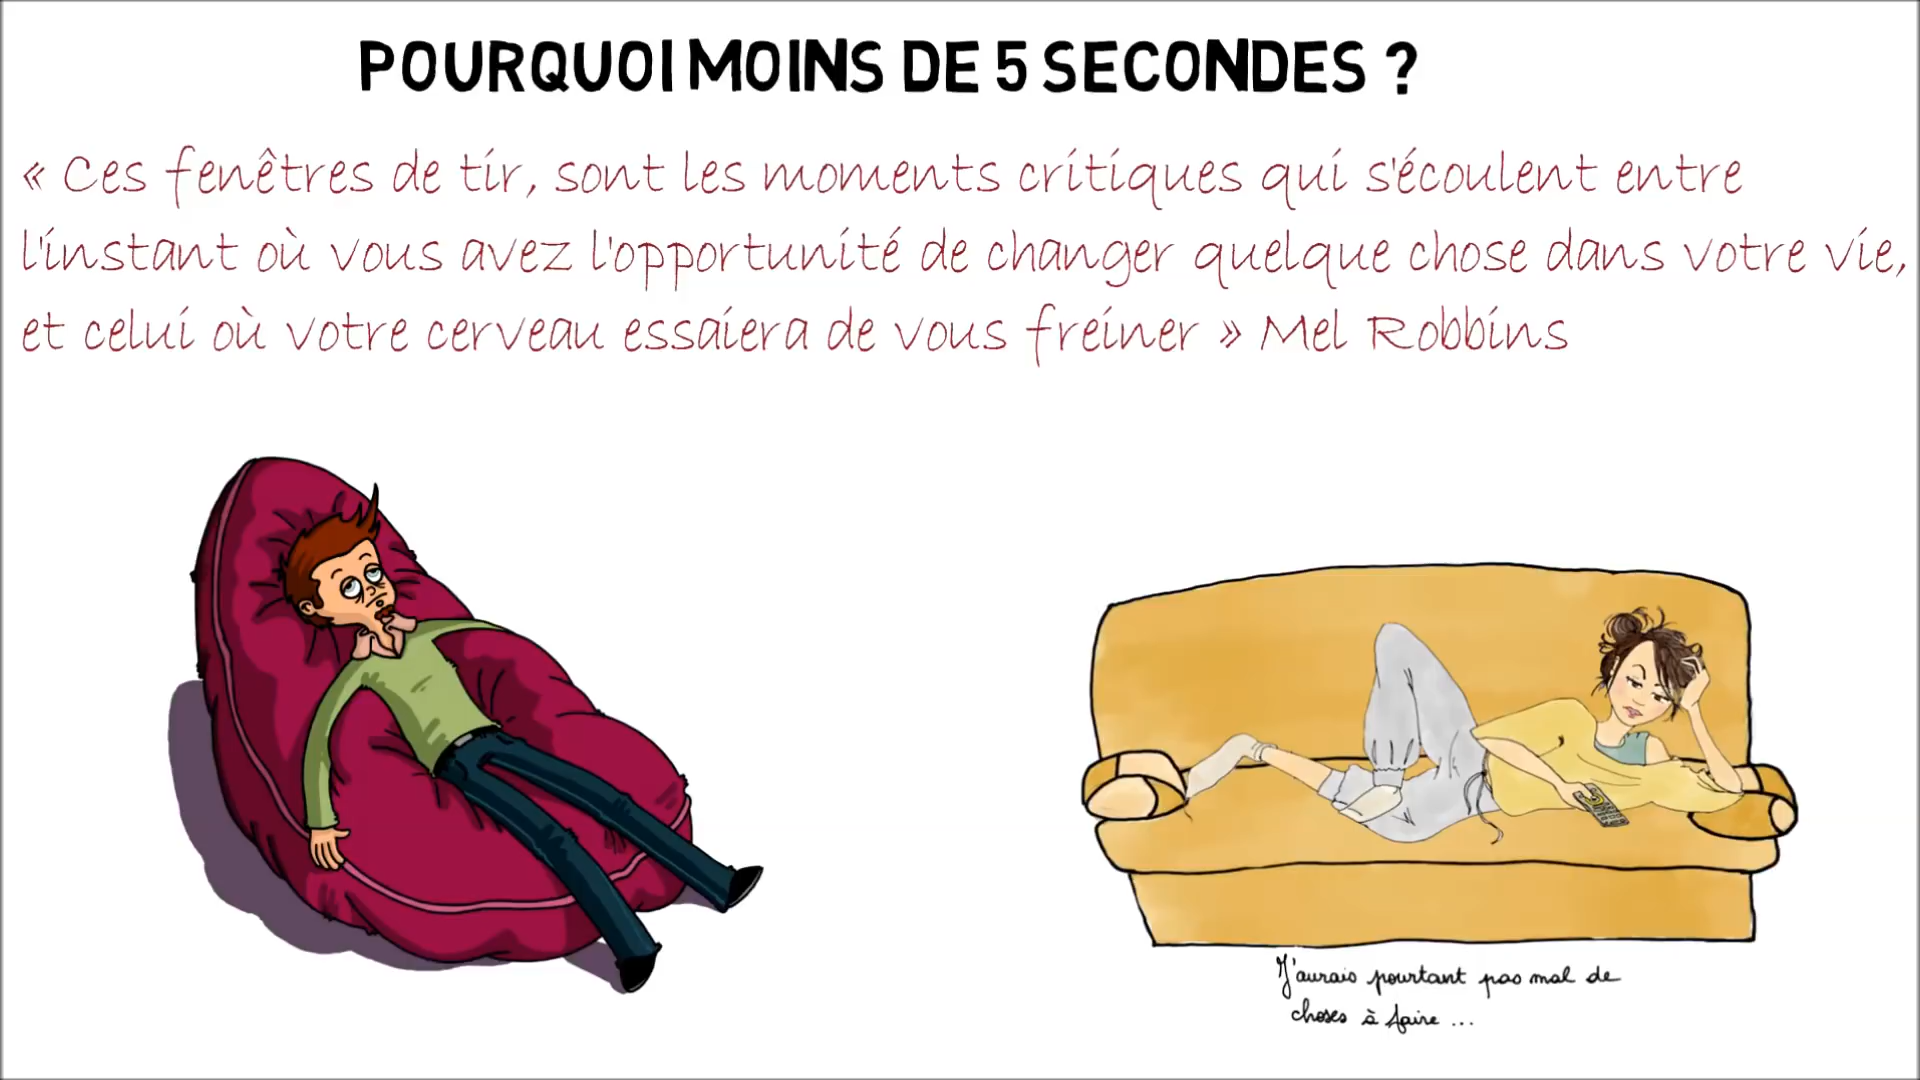 POURQUOI MOINS DE 5 SECONDES ?
« Ces fenêtres de tir, sont les moments critiques qui s'écoulent entre
l'instant où vous avez l'opportunité de changer quelque chose dans votre vie,
et celui où votre cerveau essaiera de vous freiner » Mel Robbins
J'aurais pourtant pas mal de
choses à faire ...